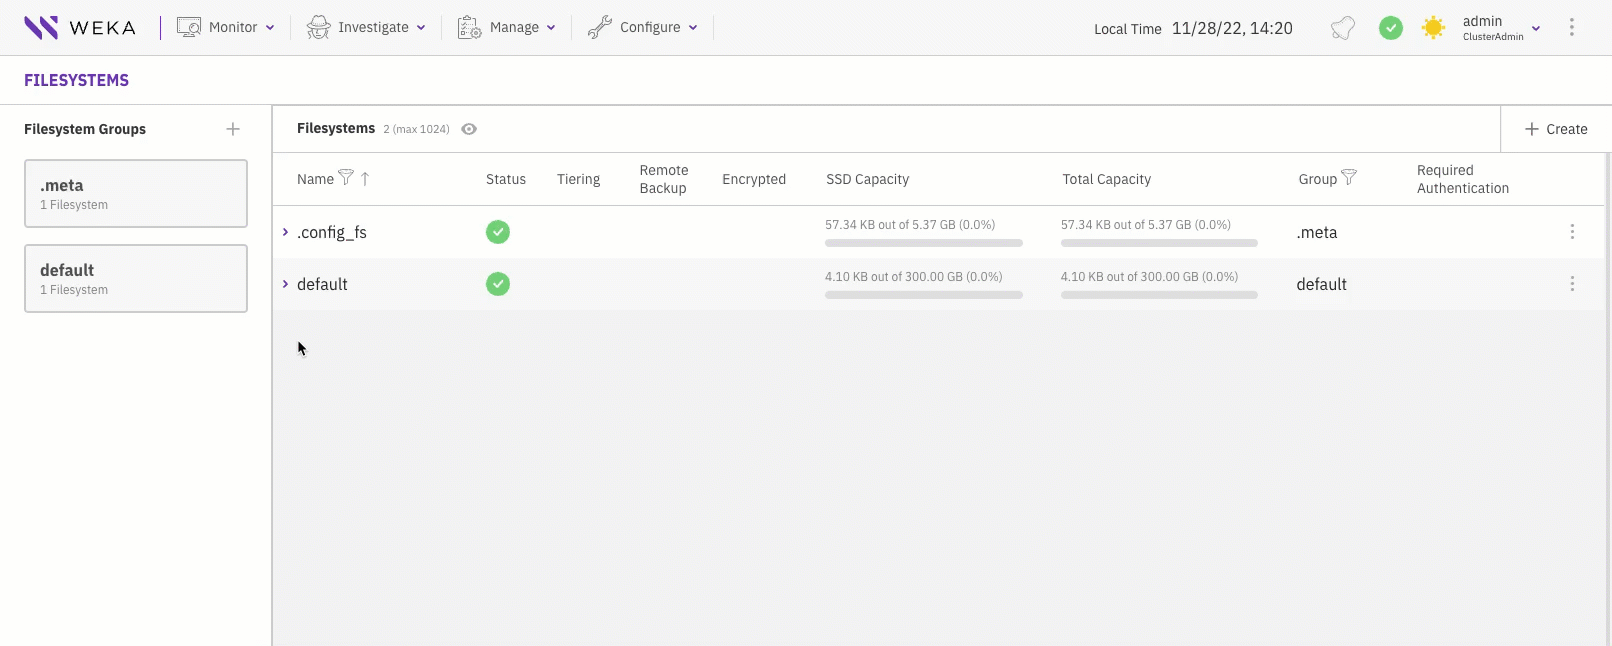 WEKA Monitor Investigate Manage Configure Local Time 11/28/22, 14:20 admin
ClusterAdmin
FILESYSTEMS
Filesystem Groups
.meta
1 Filesystem
default
1 Filesystem
Filesystems 2 (max 1024) Create
Name Status Tiering Remote Backup Encrypted SSD Capacity Total Capacity Group Required Authentication
.config_fs 57.34 KB out of 5.37 GB (0.0%) 57.34 KB out of 5.37 GB (0.0%) .meta
default 4.10 KB out of 300.00 GB (0.0%) 4.10 KB out of 300.00 GB (0.0%) default